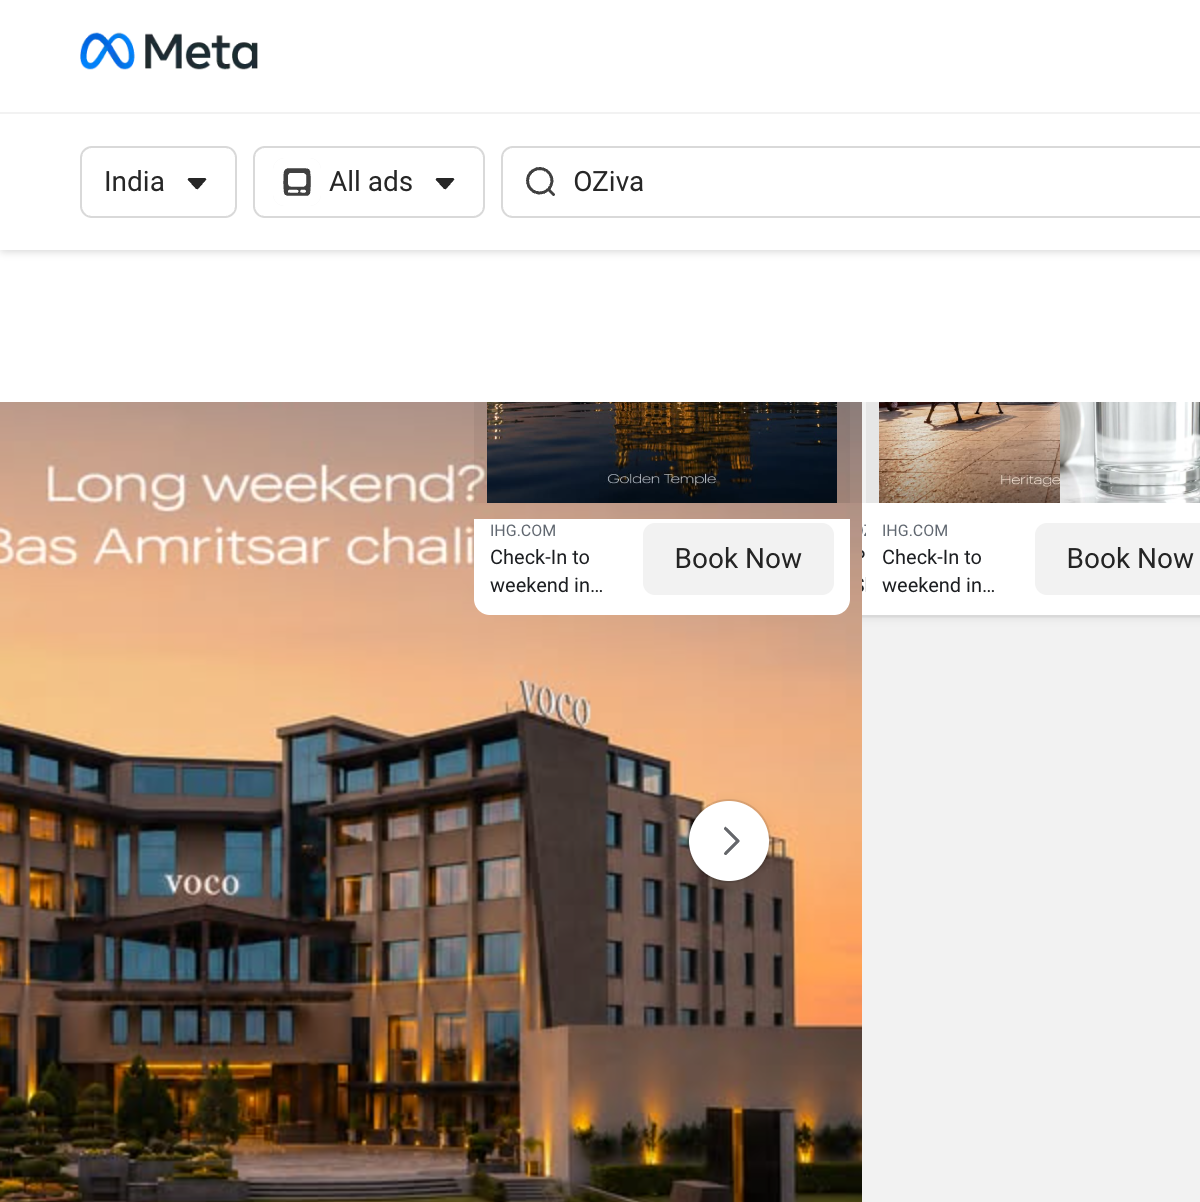 Meta
India
All ads
OZiva
Long weekend?
Bas Amritsar chali
Golden Temple
Heritage
IHG.COM
Check-In to
weekend in...
Book Now
IHG.COM
Check-In to
weekend in...
Book Now
voco
voco